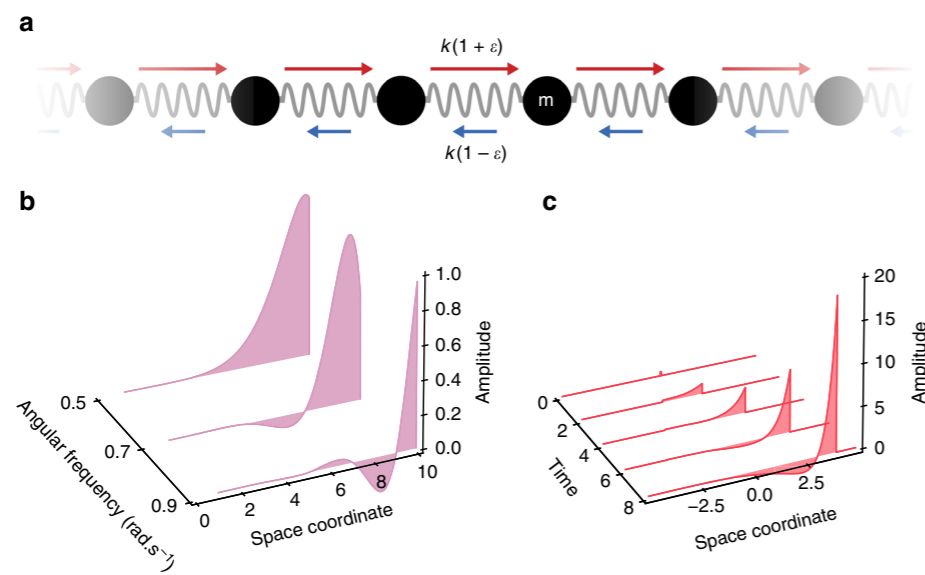 a
k(1 + ε)
m
k(1 − ε)
b
c
1.0
0.8
0.6
0.4
0.2
0.0
Amplitude
0.5
0.7
0.9
Angular frequency (rad.s⁻¹)
0
2
4
6
8
10
Space coordinate
20
15
10
5
0
Amplitude
0
2
4
6
8
Time
−2.5
0.0
2.5
Space coordinate